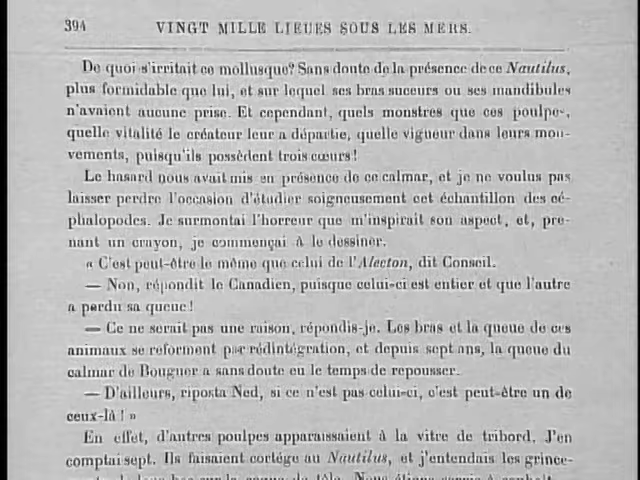 394 VINGT MILLE LIEUES SOUS LES MERS.
De quoi s'irritait ce mollusque? Sans doute de la présence de ce Nautilus,
plus formidable que lui, et sur lequel ses bras suceurs ou ses mandibules
n'avaient aucune prise. Et cependant, quels monstres que ces poulpes,
quelle vitalité le créateur leur a départie, quelle vigueur dans leurs mou-
vements, puisqu'ils possèdent trois cœurs!
Le hasard nous avait mis en présence de ce calmar, et je ne voulus pas
laisser perdre l'occasion d'étudier soigneusement cet échantillon des cé-
phalopodes. Je surmontai l'horreur que m'inspirait son aspect, et, pre-
nant un crayon, je commençai à le dessiner.
« C'est peut-être le même que celui de l'Alecton, dit Conseil.
— Non, répondit le Canadien, puisque celui-ci est entier et que l'autre
a perdu sa queue!
— Ce ne serait pas une raison, répondis-je. Les bras et la queue de ces
animaux se reforment par rédintégration, et depuis sept ans, la queue du
calmar de Bouguer a sans doute eu le temps de repousser.
— D'ailleurs, riposta Ned, si ce n'est pas celui-ci, c'est peut-être un de
ceux-là! »
En effet, d'autres poulpes apparaissaient à la vitre de tribord. J'en
comptai sept. Ils faisaient cortége au Nautilus, et j'entendais les grince-